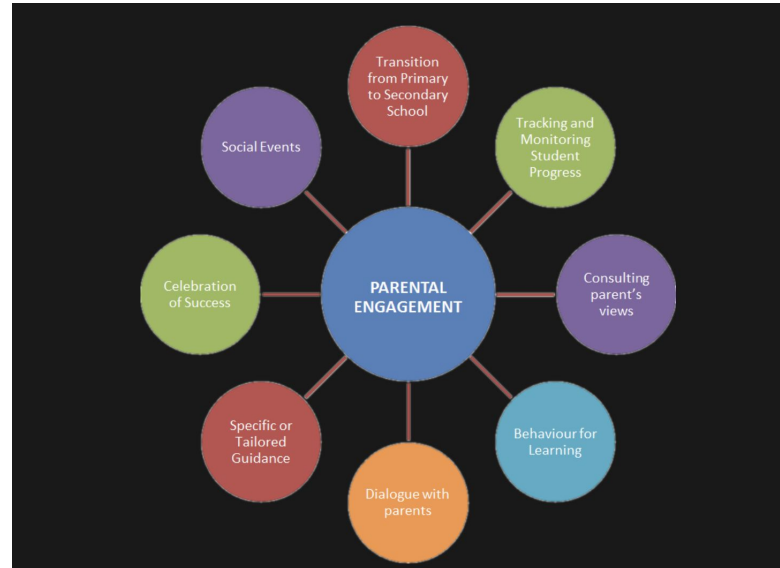 Transition
from Primary
to Secondary
School
Tracking and
Monitoring
Student
Progress
Social Events
Consulting
parent's
views
PARENTAL
ENGAGEMENT
Celebration
of Success
Behaviour for
Learning
Specific or
Tailored
Guidance
Dialogue with
parents